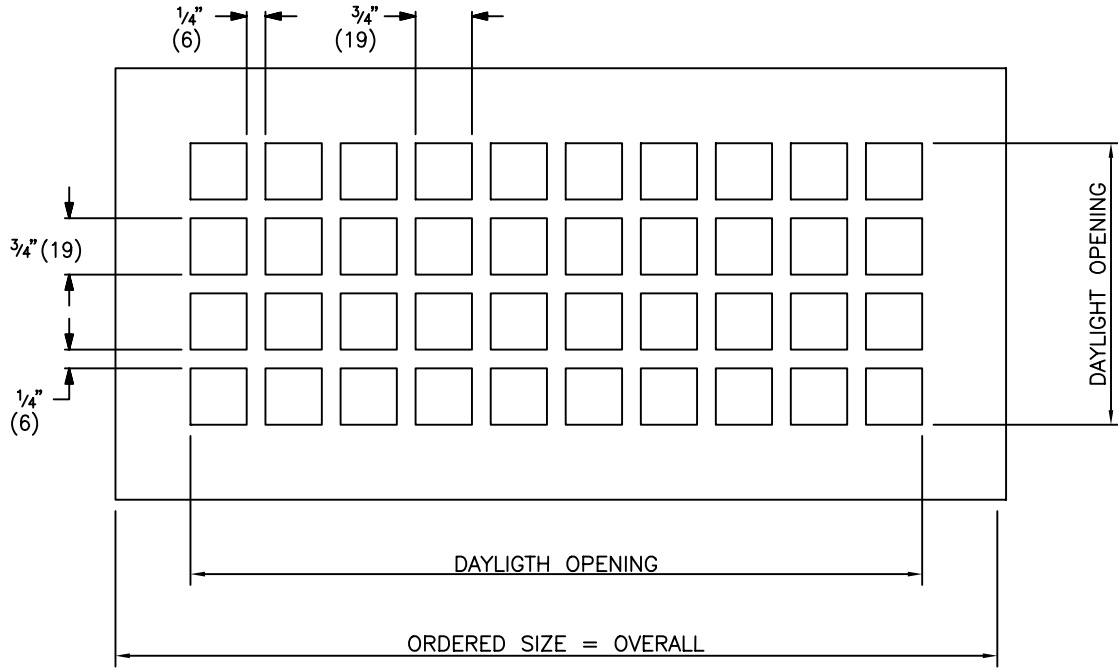 1/4"
(6)
3/4"
(19)
3/4" (19)
1/4"
(6)
DAYLIGHT OPENING
DAYLIGTH OPENING
ORDERED SIZE = OVERALL